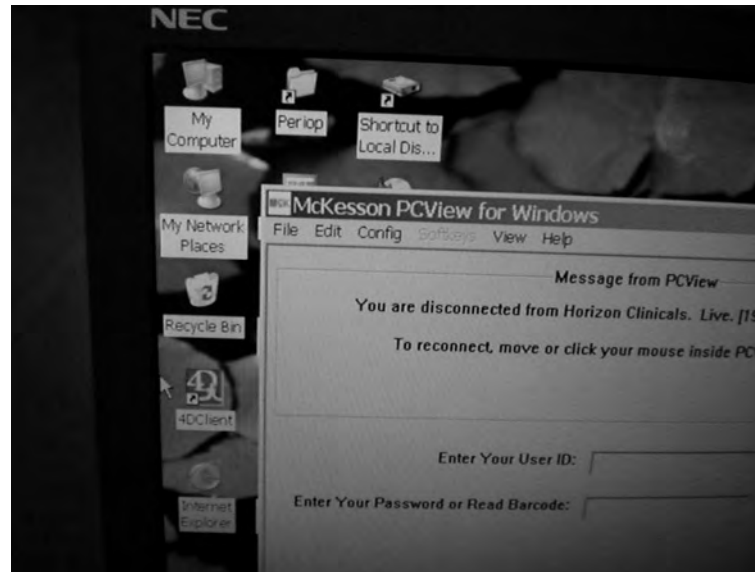 NEC
My
Computer
Periop
Shortcut to
Local Dis...
My Network
Places
Recycle Bin
4DClient
Internet
Explorer
McKesson PCView for Windows
File Edit Config Softkeys View Help
Message from PCView
You are disconnected from Horizon Clinicals. Live. [19
To reconnect, move or click your mouse inside PC
Enter Your User ID:
Enter Your Password or Read Barcode: